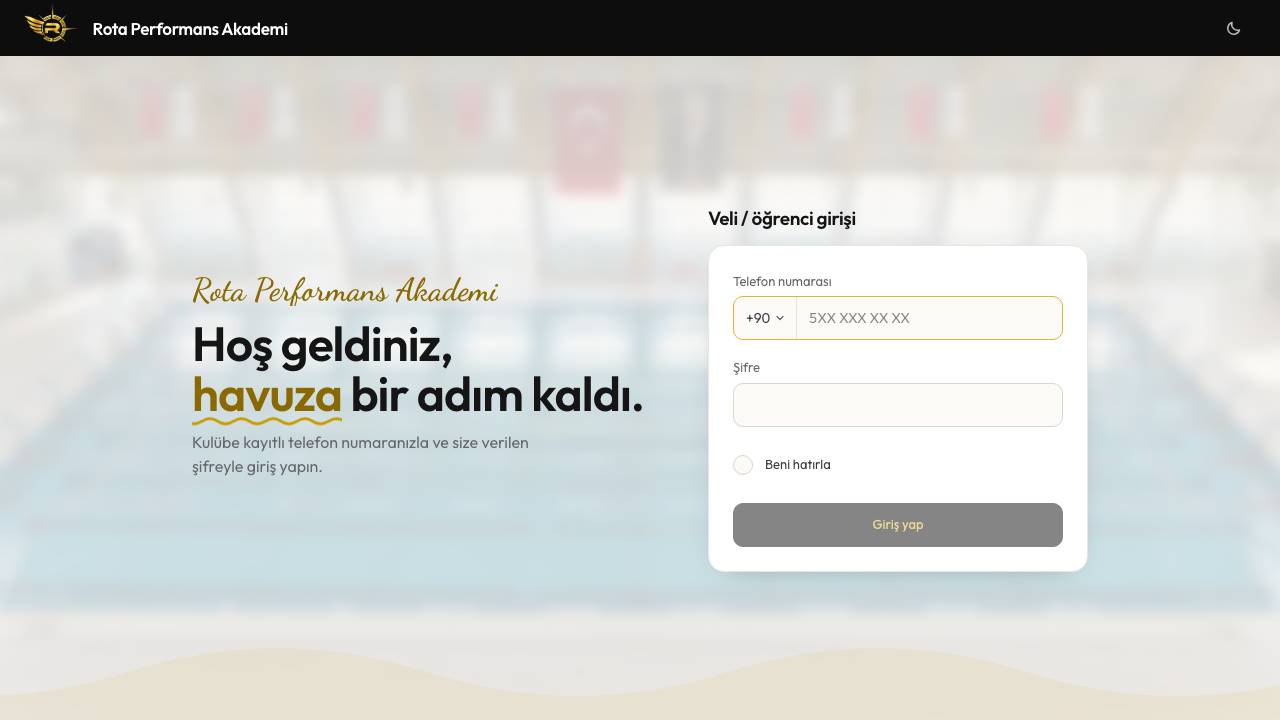 Rota Performans Akademi
Rota Performans Akademi
Hoş geldiniz,
havuza bir adım kaldı.
Kulübe kayıtlı telefon numaranızla ve size verilen
şifreyle giriş yapın.
Veli / öğrenci girişi
Telefon numarası
+90
5XX XXX XX XX
Şifre
Beni hatırla
Giriş yap